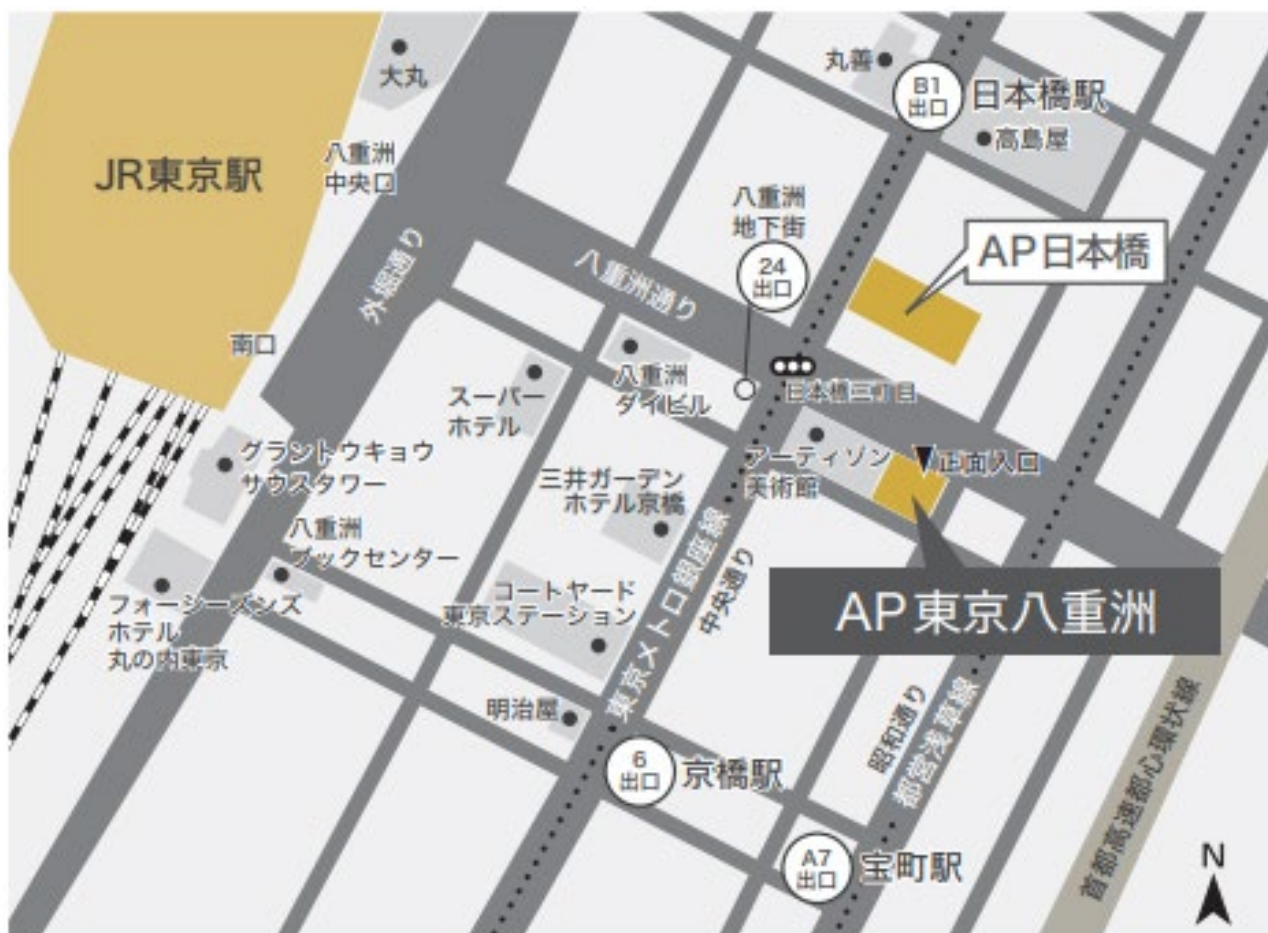 大丸
丸善
B1
出口
日本橋駅
高島屋
JR東京駅
八重洲
中央口
八重洲
地下街
24
出口
AP日本橋
外堀通り
八重洲通り
南口
八重洲
ダイビル
日本橋三丁目
スーパー
ホテル
アーティゾン
美術館
正面入口
グラントウキョウ
サウスタワー
三井ガーデン
ホテル京橋
八重洲
ブックセンター
東京メトロ銀座線
中央通り
AP東京八重洲
コートヤード
東京ステーション
フォーシーズンズ
ホテル
丸の内東京
明治屋
6
出口
京橋駅
昭和通り
都営浅草線
首都高速都心環状線
A7
出口
宝町駅
N